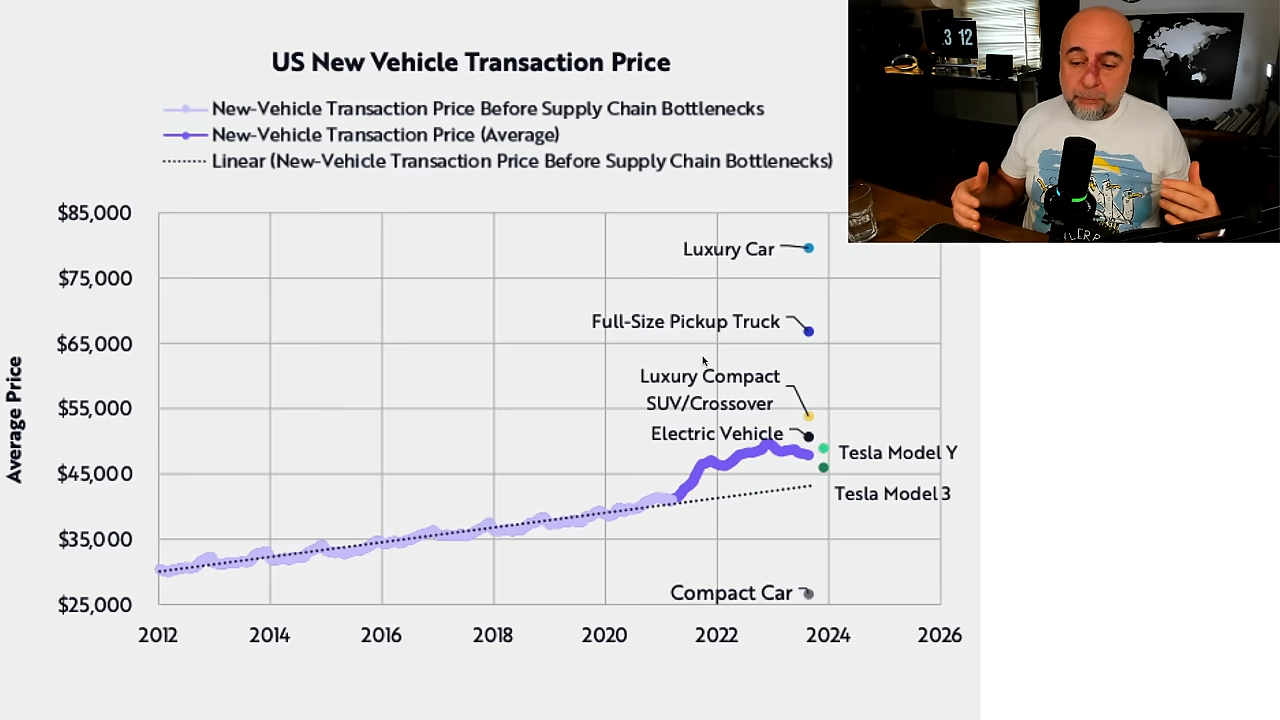 US New Vehicle Transaction Price
New-Vehicle Transaction Price Before Supply Chain Bottlenecks
New-Vehicle Transaction Price (Average)
Linear (New-Vehicle Transaction Price Before Supply Chain Bottlenecks)
3 12
$85,000
$75,000
$65,000
$55,000
$45,000
$35,000
$25,000
Average Price
Luxury Car
Full-Size Pickup Truck
Luxury Compact
SUV/Crossover
Electric Vehicle
Tesla Model Y
Tesla Model 3
Compact Car
2012
2014
2016
2018
2020
2022
2024
2026